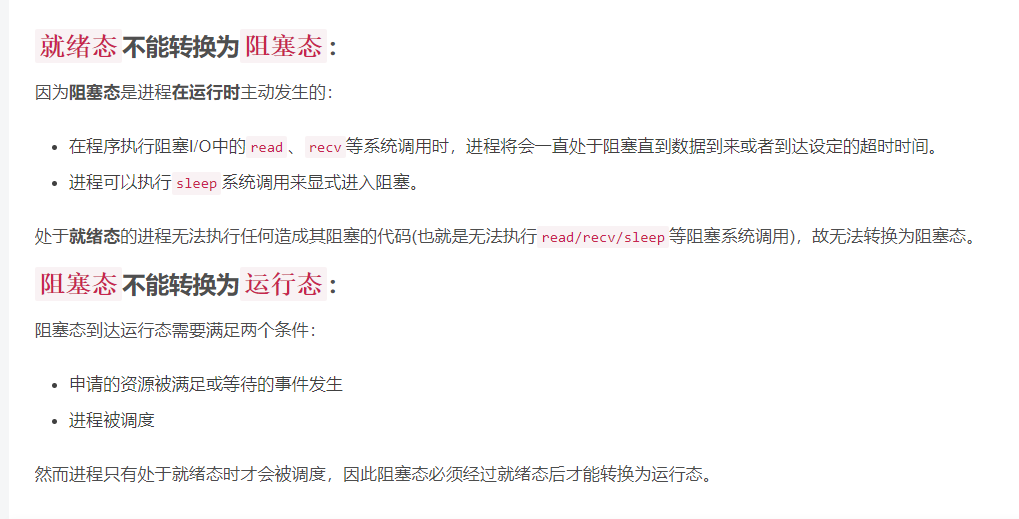 就绪态不能转换为阻塞态：
因为阻塞态是进程在运行时主动发生的：
在程序执行阻塞I/O中的read、recv等系统调用时，进程将会一直处于阻塞直到数据到来或者到达设定的超时时间。
进程可以执行sleep系统调用来显式进入阻塞。
处于就绪态的进程无法执行任何造成其阻塞的代码(也就是无法执行read/recv/sleep等阻塞系统调用)，故无法转换为阻塞态。
阻塞态不能转换为运行态：
阻塞态到达运行态需要满足两个条件：
申请的资源被满足或等待的事件发生
进程被调度
然而进程只有处于就绪态时才会被调度，因此阻塞态必须经过就绪态后才能转换为运行态。